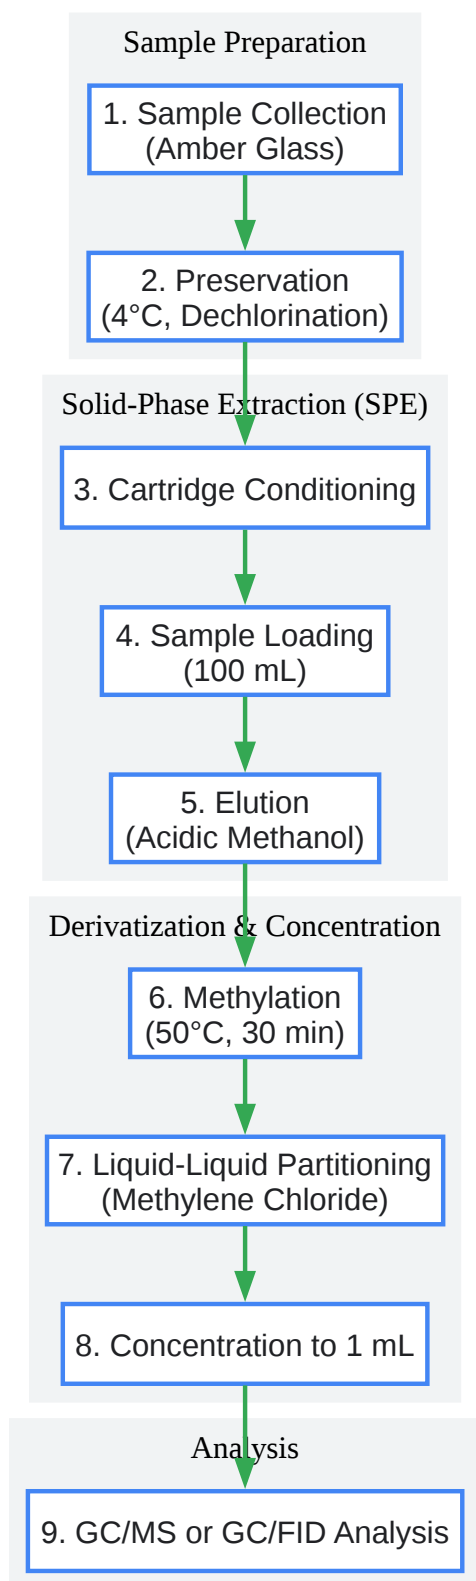 Sample Preparation
1. Sample Collection
(Amber Glass)
2. Preservation
(4°C, Dechlorination)
Solid-Phase Extraction (SPE)
3. Cartridge Conditioning
4. Sample Loading
(100 mL)
5. Elution
(Acidic Methanol)
Derivatization & Concentration
6. Methylation
(50°C, 30 min)
7. Liquid-Liquid Partitioning
(Methylene Chloride)
8. Concentration to 1 mL
Analysis
9. GC/MS or GC/FID Analysis